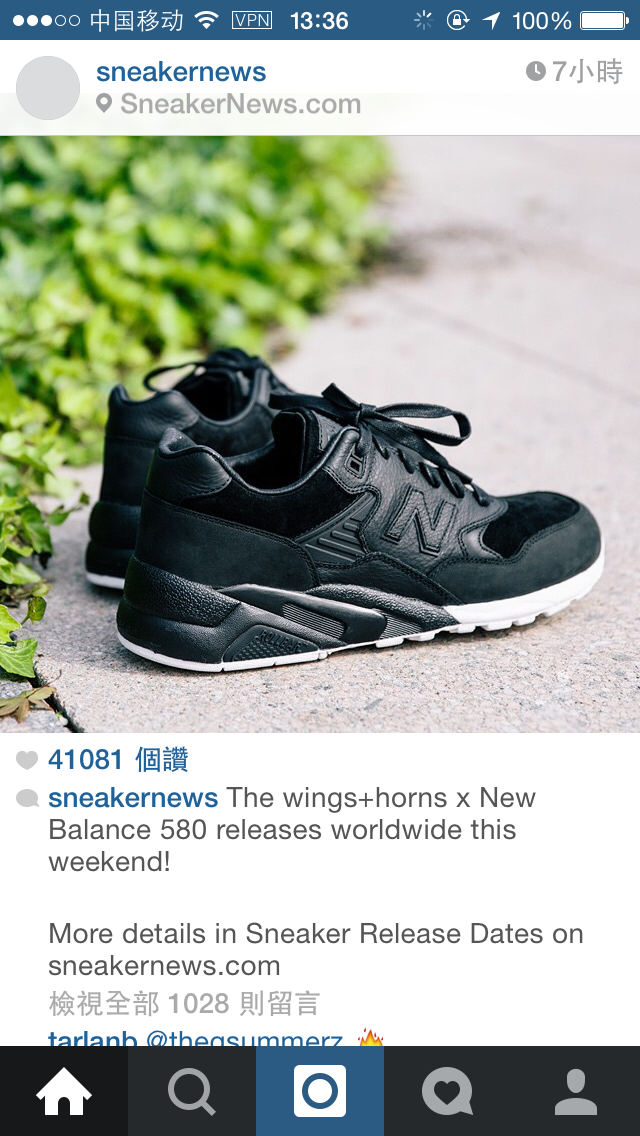 中国移动 VPN 13:36 100%
sneakernews 7小時
SneakerNews.com
N
41081 個讚
sneakernews The wings+horns x New
Balance 580 releases worldwide this
weekend!
More details in Sneaker Release Dates on
sneakernews.com
檢視全部 1028 則留言
tarlanb @theqsummerz 🔥